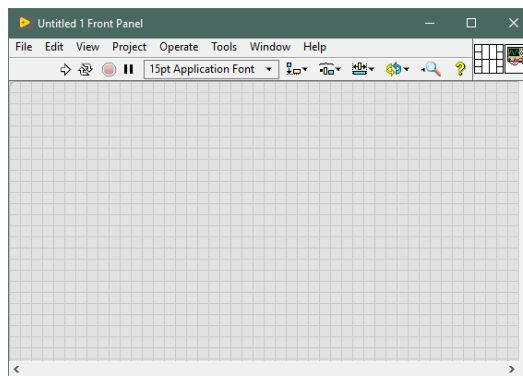 Untitled 1 Front Panel
File Edit View Project Operate Tools Window Help
15pt Application Font